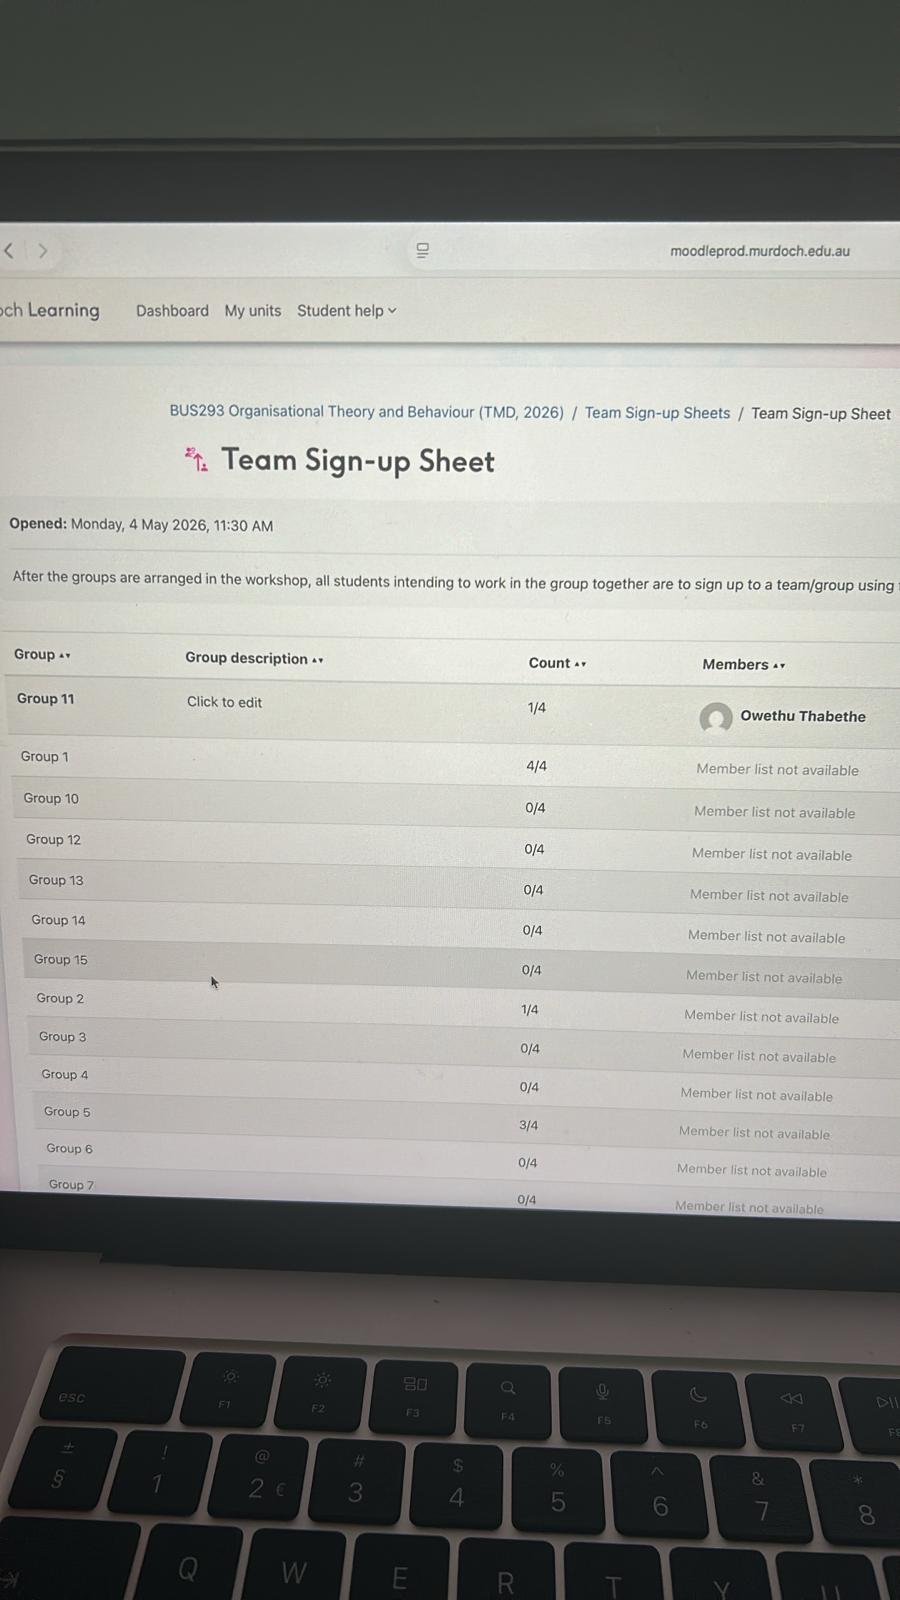 moodleprod.murdoch.edu.au
och Learning Dashboard My units Student help
BUS293 Organisational Theory and Behaviour (TMD, 2026) / Team Sign-up Sheets / Team Sign-up Sheet
Team Sign-up Sheet
Opened: Monday, 4 May 2026, 11:30 AM
After the groups are arranged in the workshop, all students intending to work in the group together are to sign up to a team/group using
Group Group description Count Members
Group 11 Click to edit 1/4 Owethu Thabethe
Group 1 4/4 Member list not available
Group 10 0/4 Member list not available
Group 12 0/4 Member list not available
Group 13 0/4 Member list not available
Group 14 0/4 Member list not available
Group 15 0/4 Member list not available
Group 2 1/4 Member list not available
Group 3 0/4 Member list not available
Group 4 0/4 Member list not available
Group 5 3/4 Member list not available
Group 6 0/4 Member list not available
Group 7 0/4 Member list not available
esc F1 F2 F3 F4 F5 F6 F7 F8
± ! @ # $ % ^ & *
§ 1 2 € 3 4 5 6 7 8
Q W E R T Y U